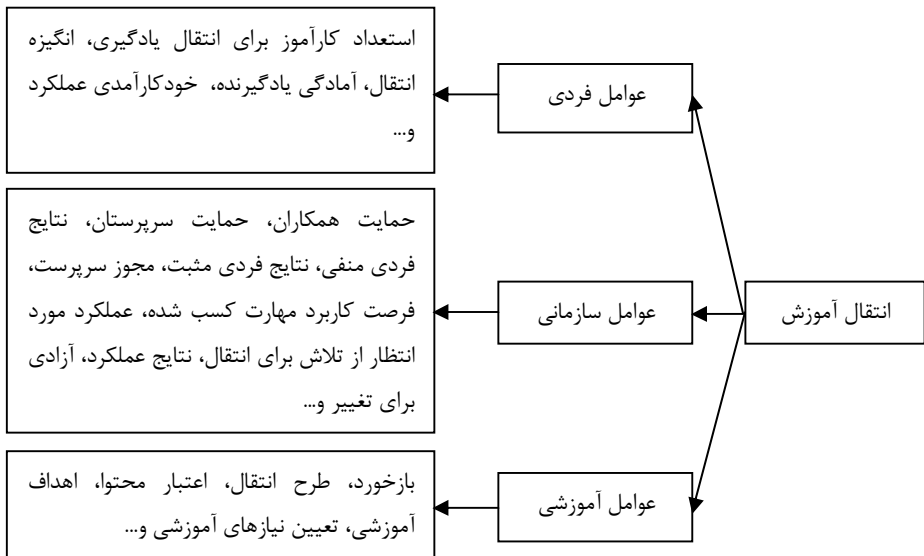 انتقال آموزش
عوامل فردی
استعداد کارآموز برای انتقال یادگیری، انگیزه
انتقال، آمادگی یادگیرنده، خودکارآمدی عملکرد
و...
عوامل سازمانی
حمایت همکاران، حمایت سرپرستان، نتایج
فردی منفی، نتایج فردی مثبت، مجوز سرپرست،
فرصت کاربرد مهارت کسب شده، عملکرد مورد
انتظار از تلاش برای انتقال، نتایج عملکرد، آزادی
برای تغییر و...
عوامل آموزشی
بازخورد، طرح انتقال، اعتبار محتوا، اهداف
آموزشی، تعیین نیازهای آموزشی و...